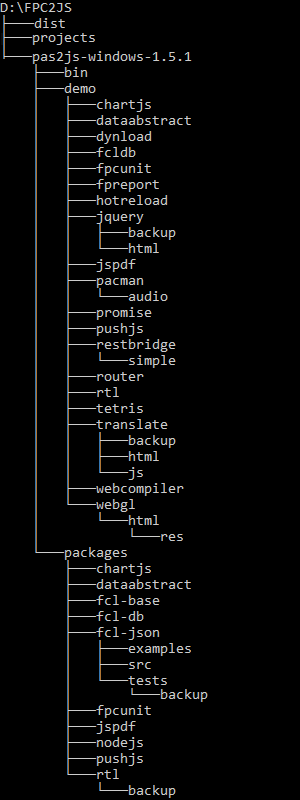 D:\FPC2JS
├───dist
├───projects
└───pas2js-windows-1.5.1
    ├───bin
    ├───demo
    │   ├───chartjs
    │   ├───dataabstract
    │   ├───dynload
    │   ├───fcldb
    │   ├───fpcunit
    │   ├───fpreport
    │   ├───hotreload
    │   ├───jquery
    │   │   ├───backup
    │   │   └───html
    │   ├───jspdf
    │   ├───pacman
    │   │   └───audio
    │   ├───promise
    │   ├───pushjs
    │   ├───restbridge
    │   │   └───simple
    │   ├───router
    │   ├───rtl
    │   ├───tetris
    │   ├───translate
    │   │   ├───backup
    │   │   ├───html
    │   │   └───js
    │   ├───webcompiler
    │   └───webgl
    │       └───html
    │           └───res
    └───packages
        ├───chartjs
        ├───dataabstract
        ├───fcl-base
        ├───fcl-db
        ├───fcl-json
        │   ├───examples
        │   ├───src
        │   └───tests
        │       └───backup
        ├───fpcunit
        ├───jspdf
        ├───nodejs
        ├───pushjs
        └───rtl
            └───backup